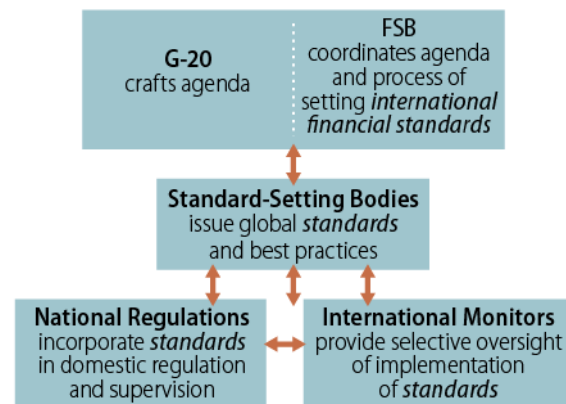 G-20
crafts agenda
FSB
coordinates agenda
and process of
setting international
financial standards
Standard-Setting Bodies
issue global standards
and best practices
National Regulations
incorporate standards
in domestic regulation
and supervision
International Monitors
provide selective oversight
of implementation
of standards